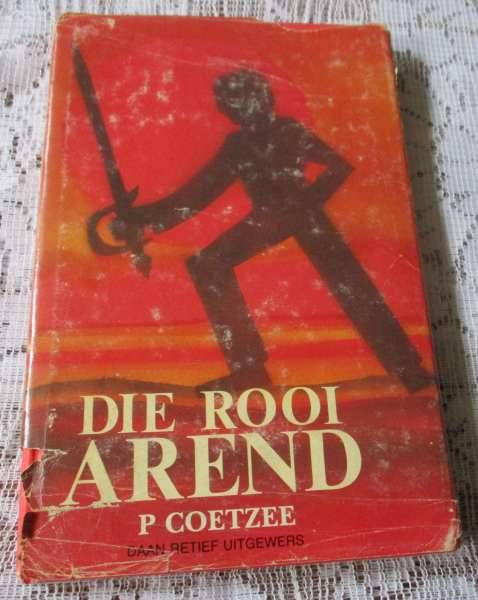 DIE ROOI
AREND
P COETZEE
DAAN RETIEF UITGEWERS